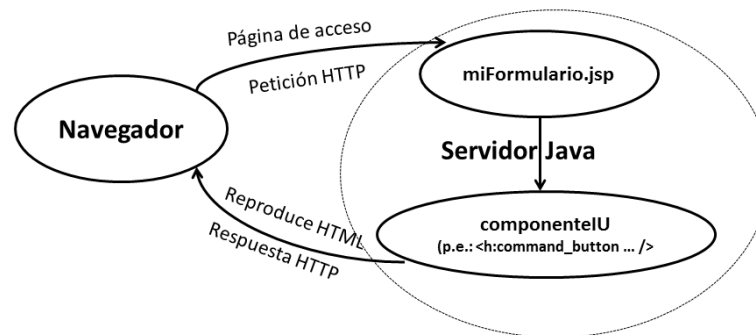 Página de acceso
Petición HTTP
miFormulario.jsp
Navegador
Servidor Java
Reproduce HTML
Respuesta HTTP
componenteIU
(p.e.: <h:command_button ... />